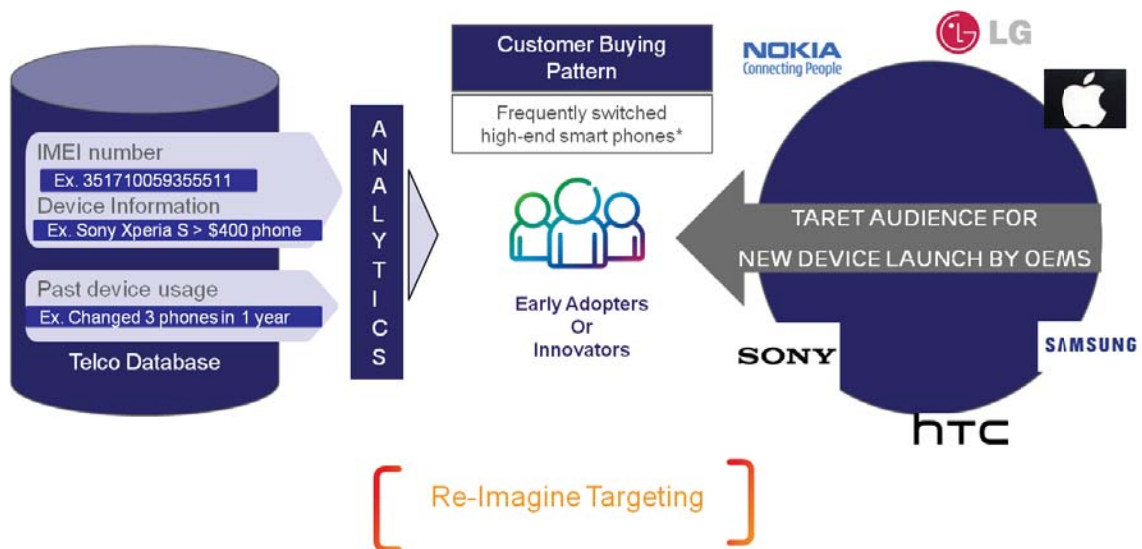 IMEI number
Ex. 351710059355511
Device Information
Ex. Sony Xperia S > $400 phone
Past device usage
Ex. Changed 3 phones in 1 year
Telco Database
ANALYTICS
Customer Buying
Pattern
Frequently switched
high-end smart phones*
Early Adopters
Or
Innovators
NOKIA
Connecting People
LG
TARET AUDIENCE FOR
NEW DEVICE LAUNCH BY OEMS
SONY
SAMSUNG
hTC
Re-Imagine Targeting